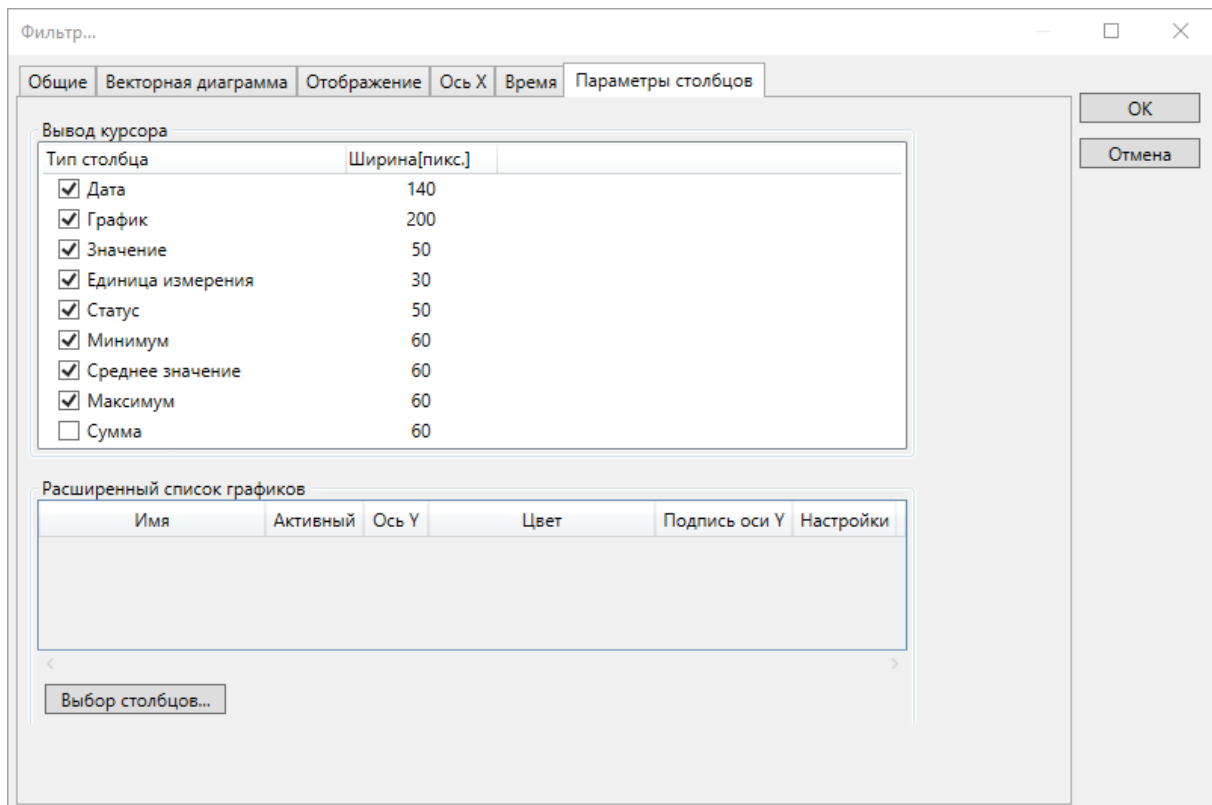 Фильтр...
Общие Векторная диаграмма Отображение Ось X Время Параметры столбцов
OK
Отмена
Вывод курсора
Тип столбца Ширина[пикс.]
Дата 140
График 200
Значение 50
Единица измерения 30
Статус 50
Минимум 60
Среднее значение 60
Максимум 60
Сумма 60
Расширенный список графиков
Имя Активный Ось Y Цвет Подпись оси Y Настройки
Выбор столбцов...